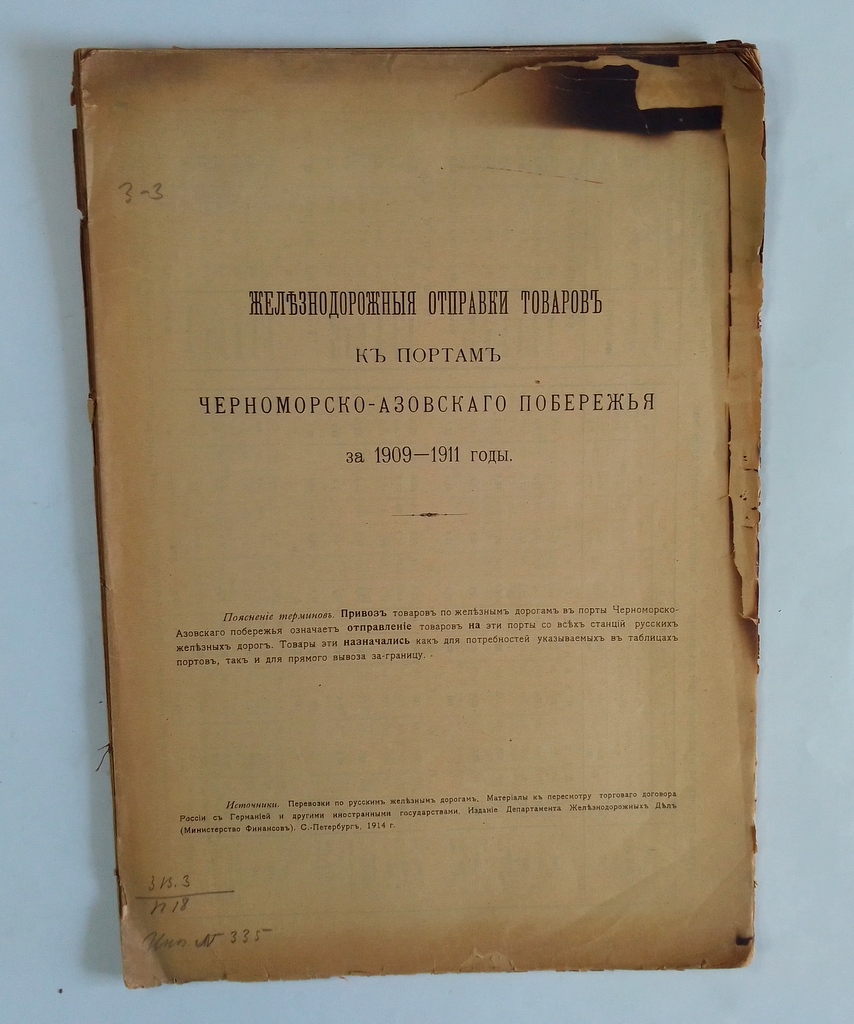 3-3
ЖЕЛѢЗНОДОРОЖНЫЯ ОТПРАВКИ ТОВАРОВЪ
КЪ ПОРТАМЪ
ЧЕРНОМОРСКО-АЗОВСКАГО ПОБЕРЕЖЬЯ
за 1909—1911 годы.
Поясненіе терминовъ. Привозъ товаровъ по желѣзнымъ дорогамъ въ порты Черноморско-
Азовскаго побережья означаетъ отправленіе товаровъ на эти порты со всѣхъ станцій русскихъ
желѣзныхъ дорогъ. Товары эти назначались какъ для потребностей указываемыхъ въ таблицахъ
портовъ, такъ и для прямого вывоза за-границу.
Источники. Перевозки по русскимъ желѣзнымъ дорогамъ. Матеріалы къ пересмотру торговаго договора
Россіи съ Германіей и другими иностранными государствами. Изданіе Департамента Желѣзнодорожныхъ Дѣлъ
(Министерство Финансовъ). С.-Петербургъ, 1914 г.
3 В.3
П 18
№ 335